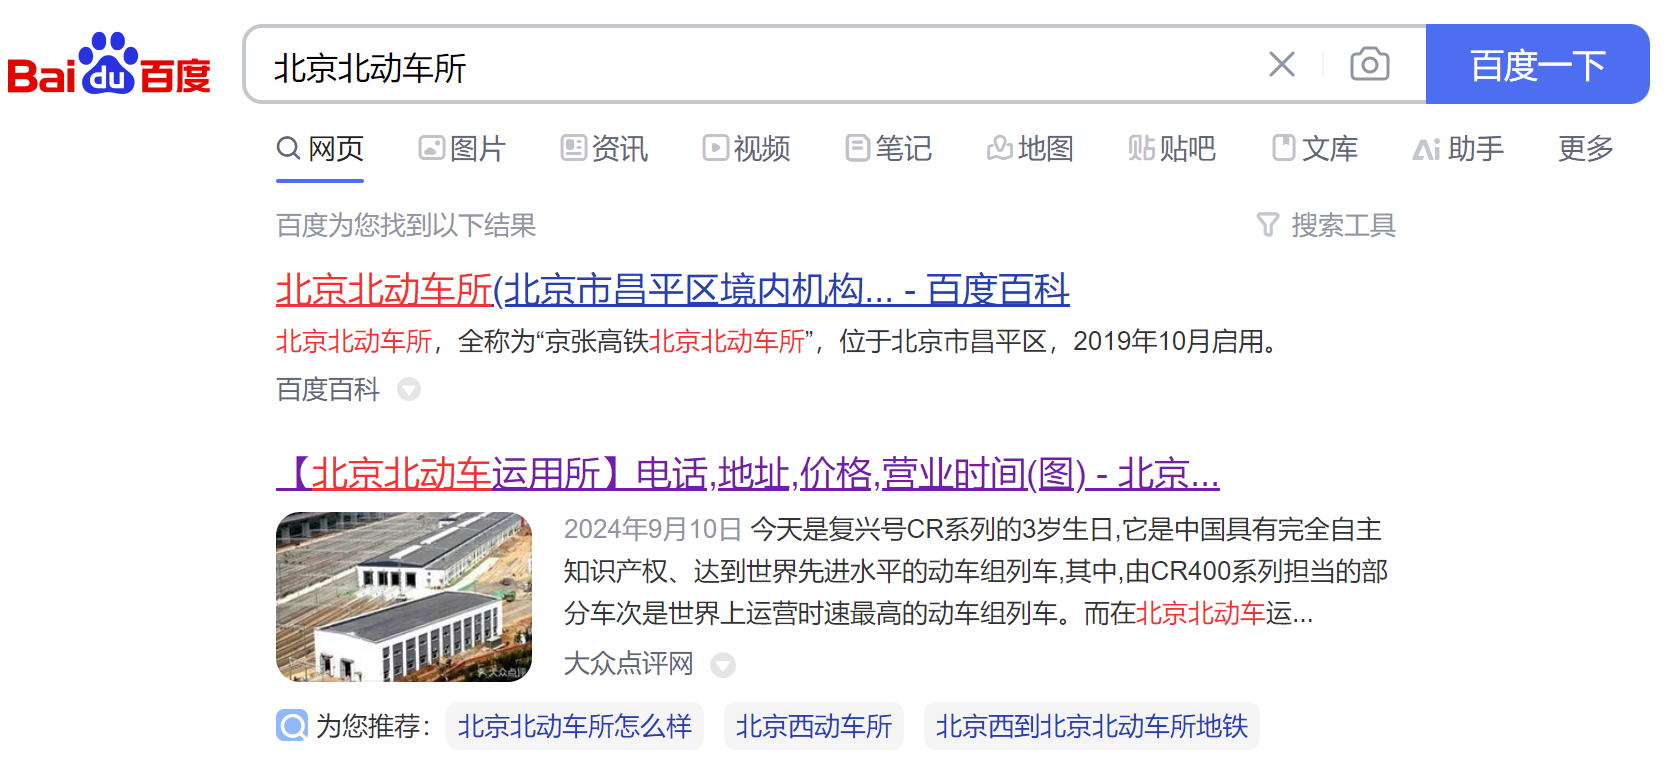 Bai du 百度
北京北动车所
百度一下
网页 图片 资讯 视频 笔记 地图 贴 贴吧 文库 Ai 助手 更多
百度为您找到以下结果 搜索工具
北京北动车所(北京市昌平区境内机构... - 百度百科
北京北动车所，全称为“京张高铁北京北动车所”，位于北京市昌平区，2019年10月启用。
百度百科
【北京北动车运用所】电话,地址,价格,营业时间(图) - 北京...
2024年9月10日 今天是复兴号CR系列的3岁生日,它是中国具有完全自主
知识产权、达到世界先进水平的动车组列车,其中,由CR400系列担当的部
分车次是世界上运营时速最高的动车组列车。而在北京北动车运...
大众点评
大众点评网
为您推荐： 北京北动车所怎么样 北京西动车所 北京西到北京北动车所地铁